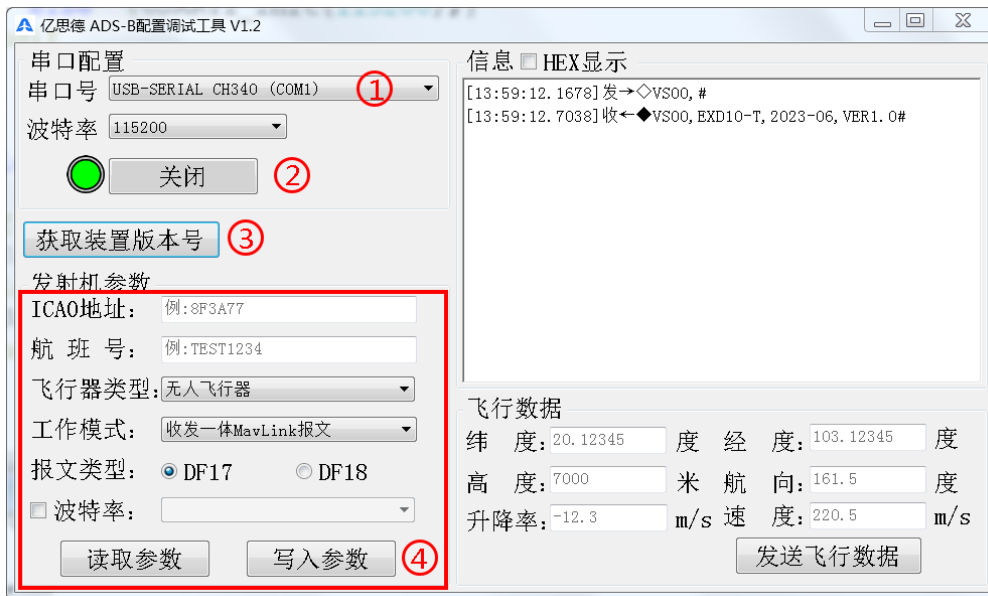 亿思德 ADS-B配置调试工具 V1.2
串口配置
串口号 USB-SERIAL CH340 (COM1) ①
波特率 115200
关闭 ②
获取装置版本号 ③
发射机参数
ICAO地址: 例:8F3A77
航 班 号: 例:TEST1234
飞行器类型: 无人飞行器
工作模式: 收发一体MavLink报文
报文类型: DF17 DF18
波特率:
读取参数 写入参数 ④
信息 HEX显示
[13:59:12.1678]发→◇VS00,#
[13:59:12.7038]收←◆VS00,EXD10-T,2023-06,VER1.0#
飞行数据
纬 度: 20.12345 度 经 度: 103.12345 度
高 度: 7000 米 航 向: 161.5 度
升降率: -12.3 m/s 速 度: 220.5 m/s
发送飞行数据